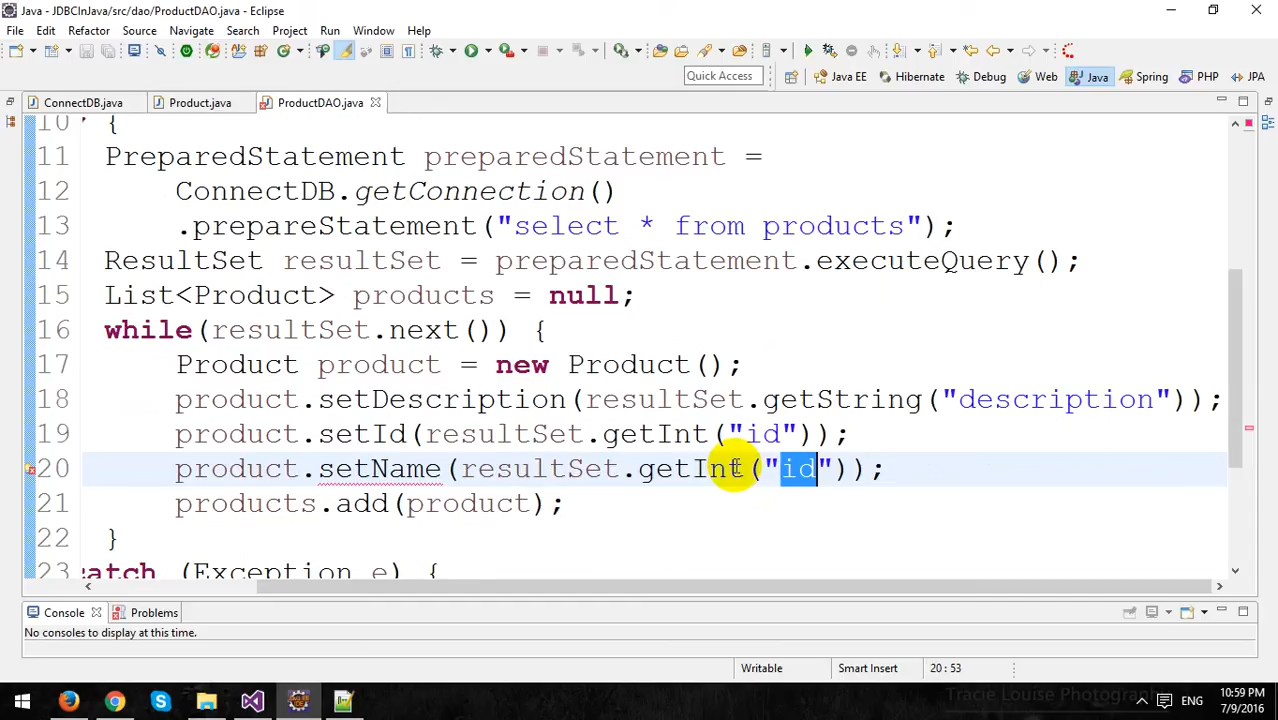 Java - JDBCInJava/src/dao/ProductDAO.java - Eclipse
File Edit Refactor Source Navigate Search Project Run Window Help
Quick Access Java EE Hibernate Debug Web Java Spring PHP JPA
ConnectDB.java Product.java ProductDAO.java
10 {
11 PreparedStatement preparedStatement =
12 ConnectDB.getConnection()
13 .prepareStatement("select * from products");
14 ResultSet resultSet = preparedStatement.executeQuery();
15 List<Product> products = null;
16 while(resultSet.next()) {
17 Product product = new Product();
18 product.setDescription(resultSet.getString("description"));
19 product.setId(resultSet.getInt("id"));
20 product.setName(resultSet.getInt("id"));
21 products.add(product);
22 }
23 catch (Exception e) {
Console Problems
No consoles to display at this time.
Writable Smart Insert 20 : 53
Tracie Louise Photography
ENG
10:59 PM
7/9/2016